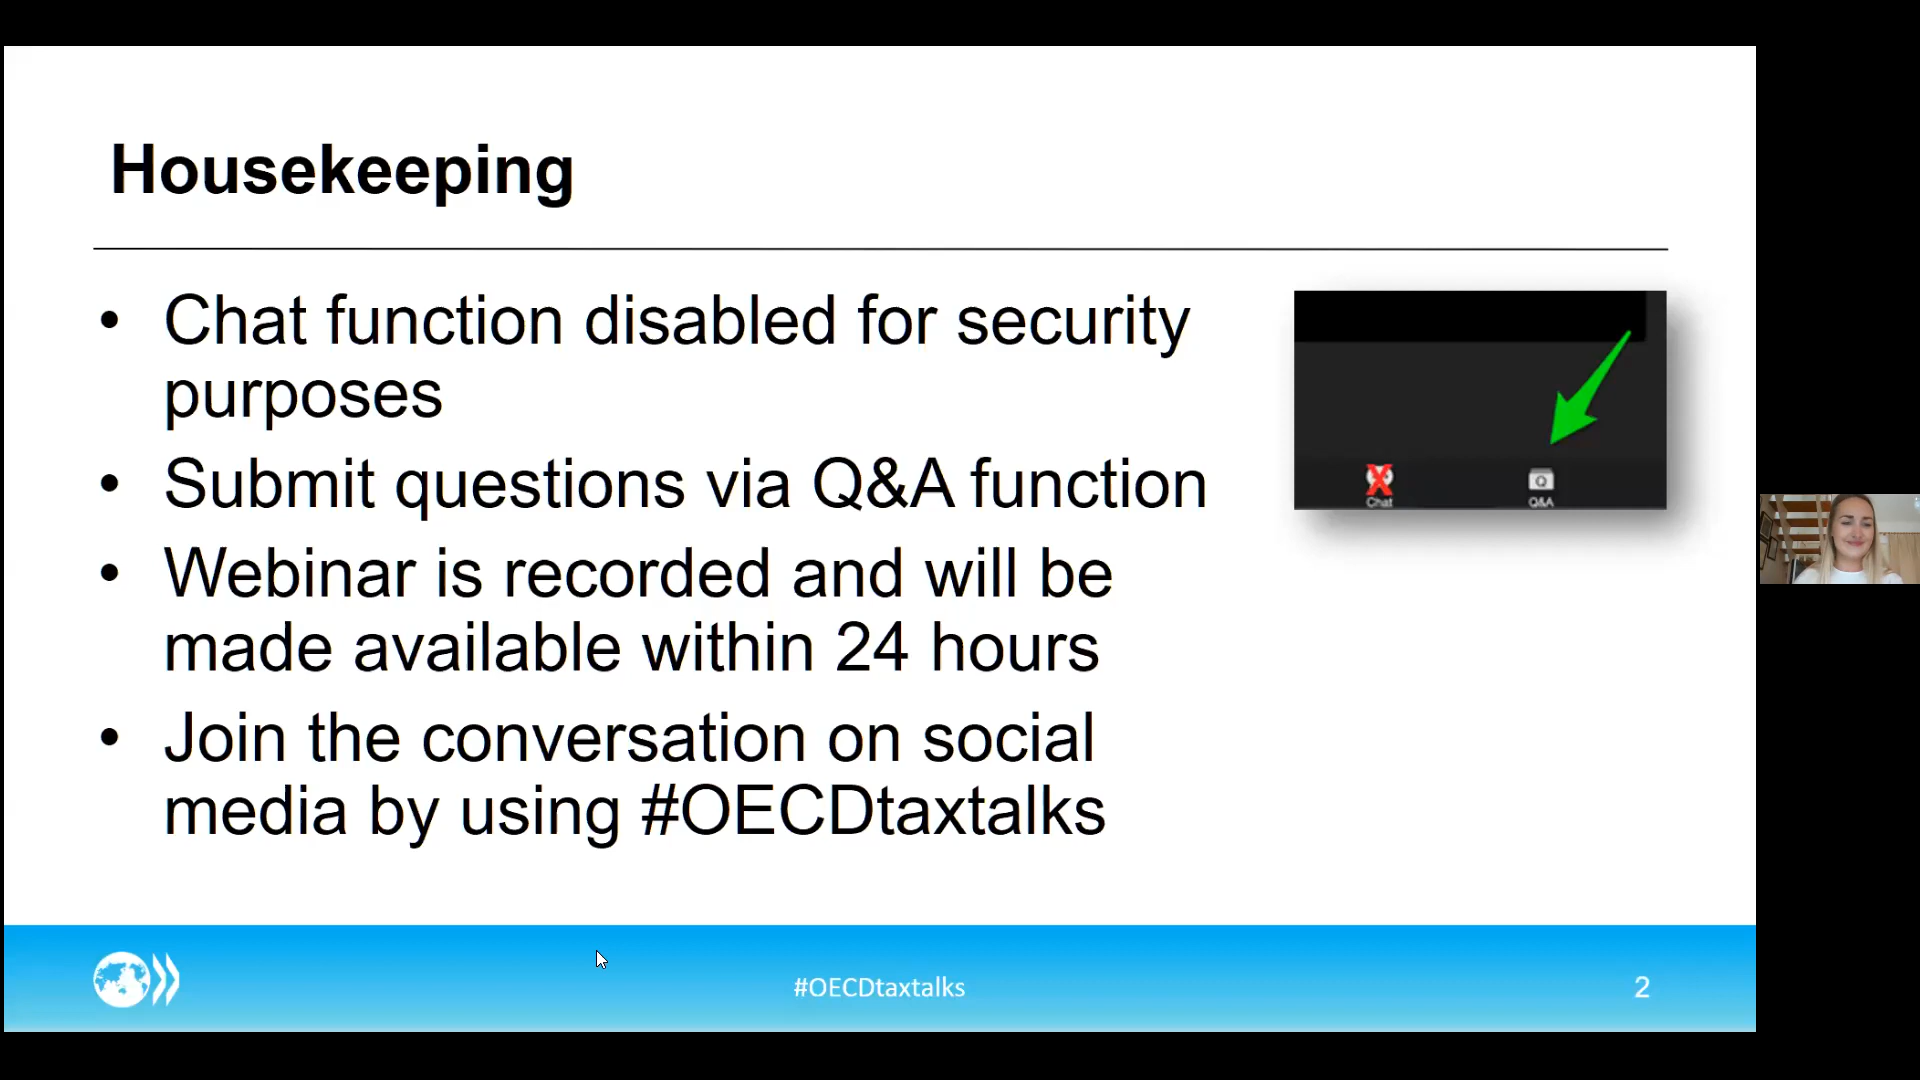 Housekeeping
• Chat function disabled for security
purposes
• Submit questions via Q&A function
• Webinar is recorded and will be
made available within 24 hours
• Join the conversation on social
media by using #OECDtaxtalks
Chat
Q
Q&A
#OECDtaxtalks
2